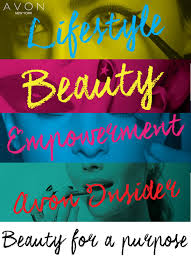 AVON
NEW YORK
Lifestyle
Beauty
Empowerment
Avon Insider
Beauty for a purpose